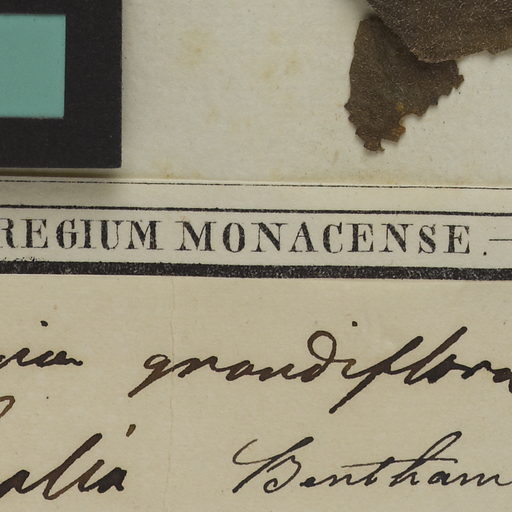 REGIUM MONACENSE.
grandiflora
Bentham